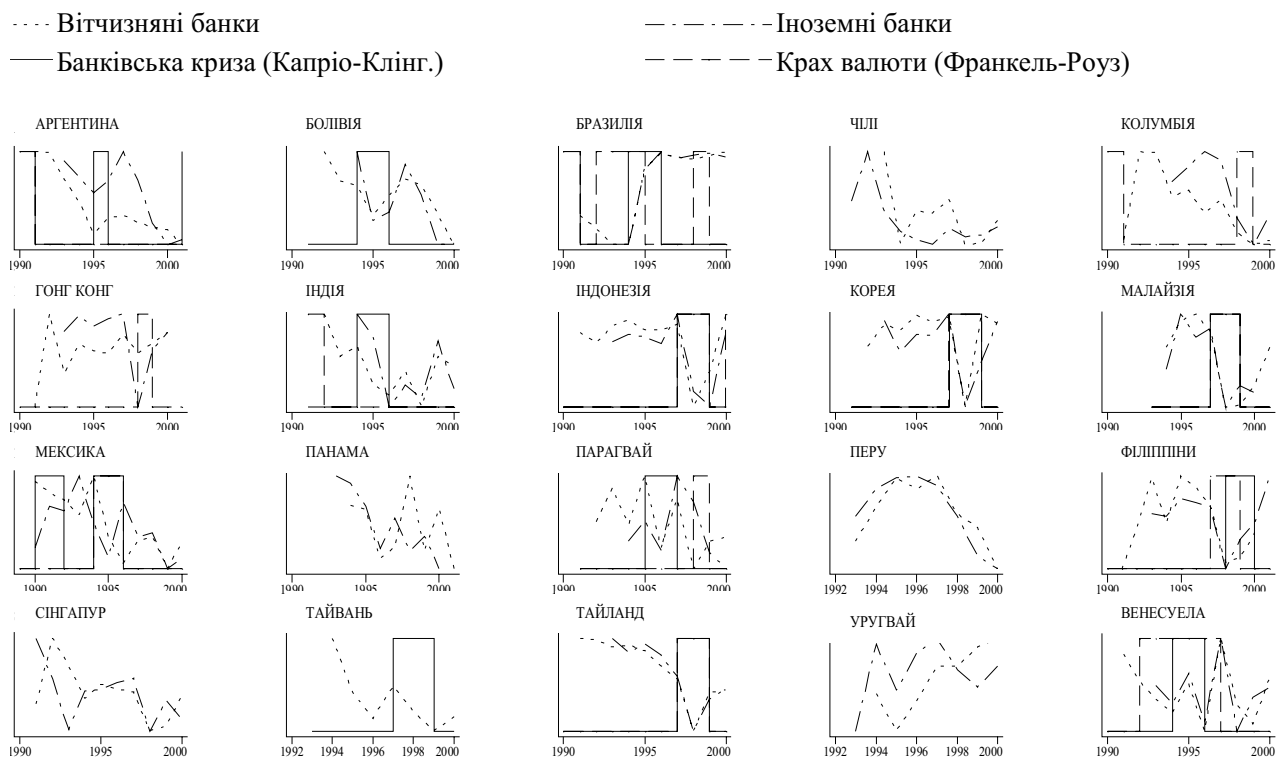 Вітчизняні банки
Іноземні банки
Банківська криза (Капріо-Клінг.)
Крах валюти (Франкель-Роуз)
АРГЕНТИНА
БОЛІВІЯ
БРАЗИЛІЯ
ЧІЛІ
КОЛУМБІЯ
1990 1995 2000
1990 1995 2000
1990 1995 2000
1990 1995 2000
1990 1995 2000
ГОНГ КОНГ
ІНДІЯ
ІНДОНЕЗІЯ
КОРЕЯ
МАЛАЙЗІЯ
1990 1995 2000
1990 1995 2000
1990 1995 2000
1990 1995 2000
1990 1995 2000
МЕКСИКА
ПАНАМА
ПАРАГВАЙ
ПЕРУ
ФІЛІППІНИ
1990 1995 2000
1990 1995 2000
1990 1995 2000
1992 1994 1996 1998 2000
1990 1995 2000
СІНГАПУР
ТАЙВАНЬ
ТАЙЛАНД
УРУГВАЙ
ВЕНЕСУЕЛА
1990 1995 2000
1992 1994 1996 1998 2000
1990 1995 2000
1992 1994 1996 1998 2000
1990 1995 2000